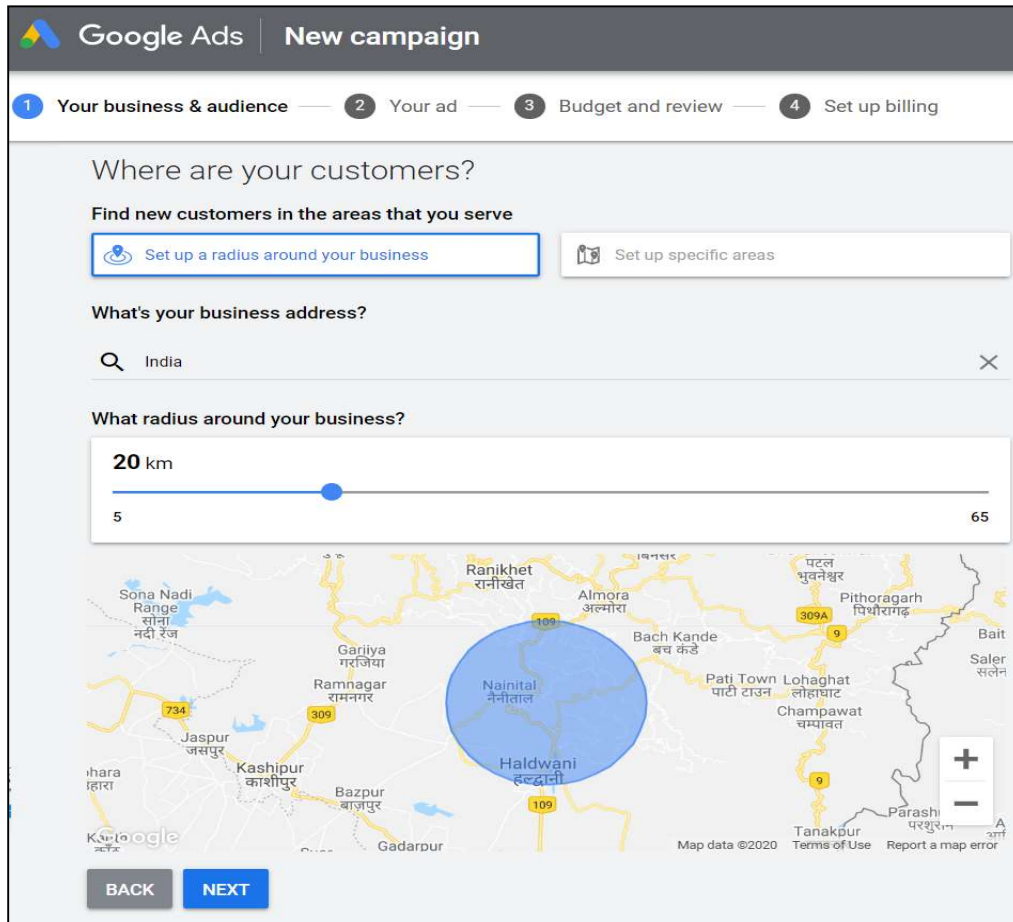 Google Ads New campaign
1 Your business & audience 2 Your ad 3 Budget and review 4 Set up billing
Where are your customers?
Find new customers in the areas that you serve
Set up a radius around your business
Set up specific areas
What's your business address?
India
What radius around your business?
20 km
5 65
Ranikhet
रानीखेत
Almora
अल्मोरा
पटल
भुवनेश्वर
Sona Nadi
Range
सोना
नदी रेंज
Pithoragarh
पिथौरागढ़
309A
109
9
Bach Kande
बच कंडे
Bait
Garjiya
गरजिया
Saler
सलेन
Ramnagar
रामनगर
Nainital
नैनीताल
Pati Town
पाटी टाउन
Lohaghat
लोहाघाट
734
309
Champawat
चम्पावत
Jaspur
जसपुर
Kashipur
काशीपुर
Haldwani
हल्द्वानी
Bazpur
बाज़पुर
109
9
Tanakpur
Gadarpur
Google
Map data ©2020 Terms of Use Report a map error
BACK NEXT